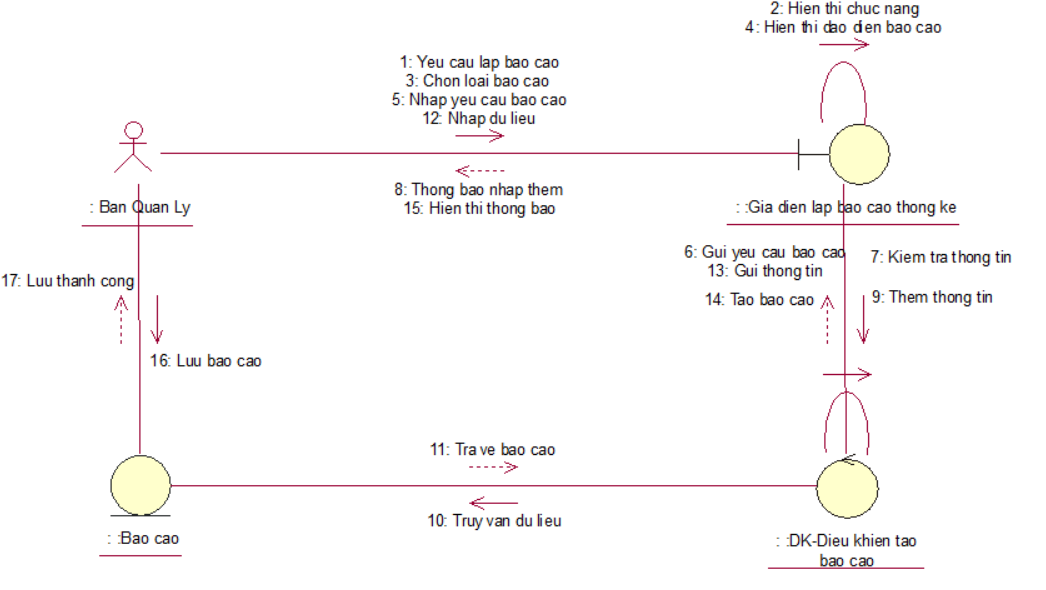 2: Hien thi chuc nang
4: Hien thi dao dien bao cao
1: Yeu cau lap bao cao
3: Chon loai bao cao
5: Nhap yeu cau bao cao
12: Nhap du lieu
8: Thong bao nhap them
15: Hien thi thong bao
: Ban Quan Ly
: :Gia dien lap bao cao thong ke
6: Gui yeu cau bao cao
13: Gui thong tin
14: Tao bao cao
7: Kiem tra thong tin
9: Them thong tin
17: Luu thanh cong
16: Luu bao cao
11: Tra ve bao cao
10: Truy van du lieu
: :Bao cao
: :DK-Dieu khien tao
bao cao